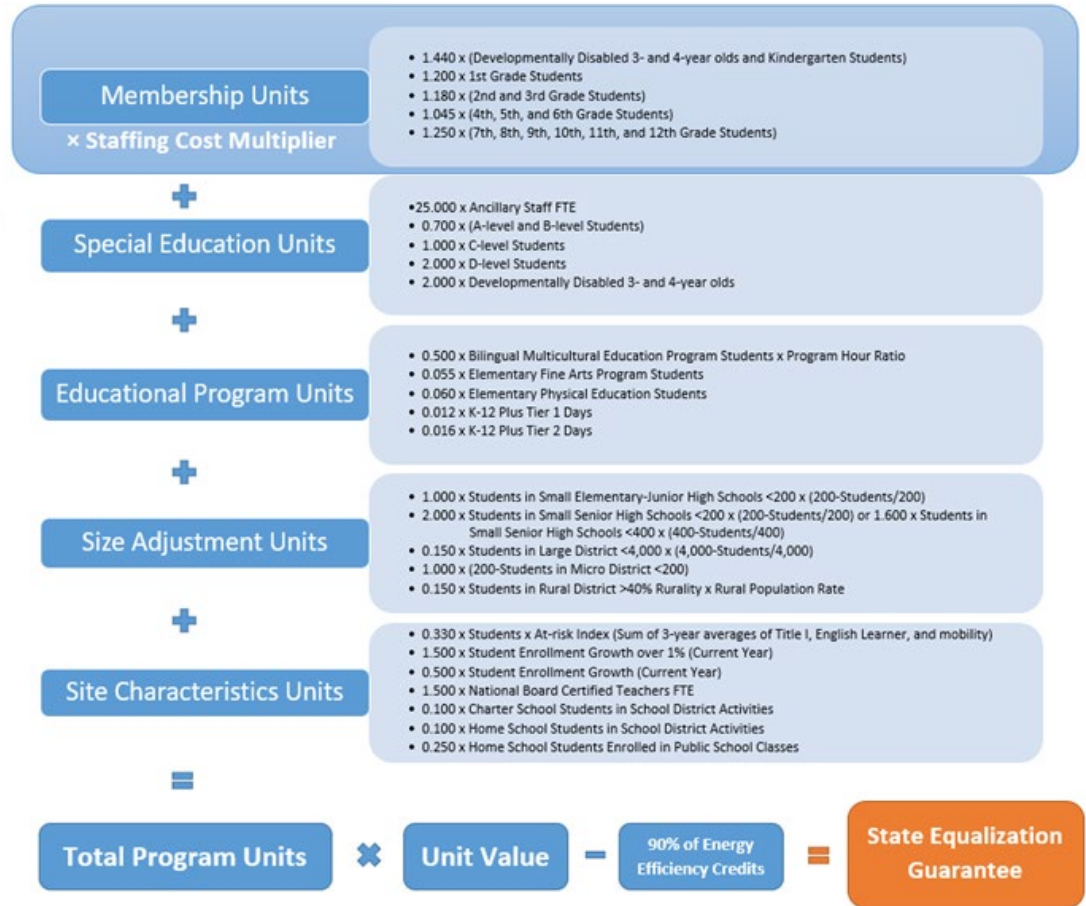 Membership Units
× Staffing Cost Multiplier
• 1.440 x (Developmentally Disabled 3- and 4-year olds and Kindergarten Students)
• 1.200 x 1st Grade Students
• 1.180 x (2nd and 3rd Grade Students)
• 1.045 x (4th, 5th, and 6th Grade Students)
• 1.250 x (7th, 8th, 9th, 10th, 11th, and 12th Grade Students)
+
Special Education Units
•25.000 x Ancillary Staff FTE
• 0.700 x (A-level and B-level Students)
• 1.000 x C-level Students
• 2.000 x D-level Students
• 2.000 x Developmentally Disabled 3- and 4-year olds
+
Educational Program Units
• 0.500 x Bilingual Multicultural Education Program Students x Program Hour Ratio
• 0.055 x Elementary Fine Arts Program Students
• 0.060 x Elementary Physical Education Students
• 0.012 x K-12 Plus Tier 1 Days
• 0.016 x K-12 Plus Tier 2 Days
+
Size Adjustment Units
• 1.000 x Students in Small Elementary-Junior High Schools <200 x (200-Students/200)
• 2.000 x Students in Small Senior High Schools <200 x (200-Students/200) or 1.600 x Students in
Small Senior High Schools <400 x (400-Students/400)
• 0.150 x Students in Large District <4,000 x (4,000-Students/4,000)
• 1.000 x (200-Students in Micro District <200)
• 0.150 x Students in Rural District >40% Rurality x Rural Population Rate
+
Site Characteristics Units
• 0.330 x Students x At-risk Index (Sum of 3-year averages of Title I, English Learner, and mobility)
• 1.500 x Student Enrollment Growth over 1% (Current Year)
• 0.500 x Student Enrollment Growth (Current Year)
• 1.500 x National Board Certified Teachers FTE
• 0.100 x Charter School Students in School District Activities
• 0.100 x Home School Students in School District Activities
• 0.250 x Home School Students Enrolled in Public School Classes
=
Total Program Units
×
Unit Value
−
90% of Energy
Efficiency Credits
=
State Equalization
Guarantee